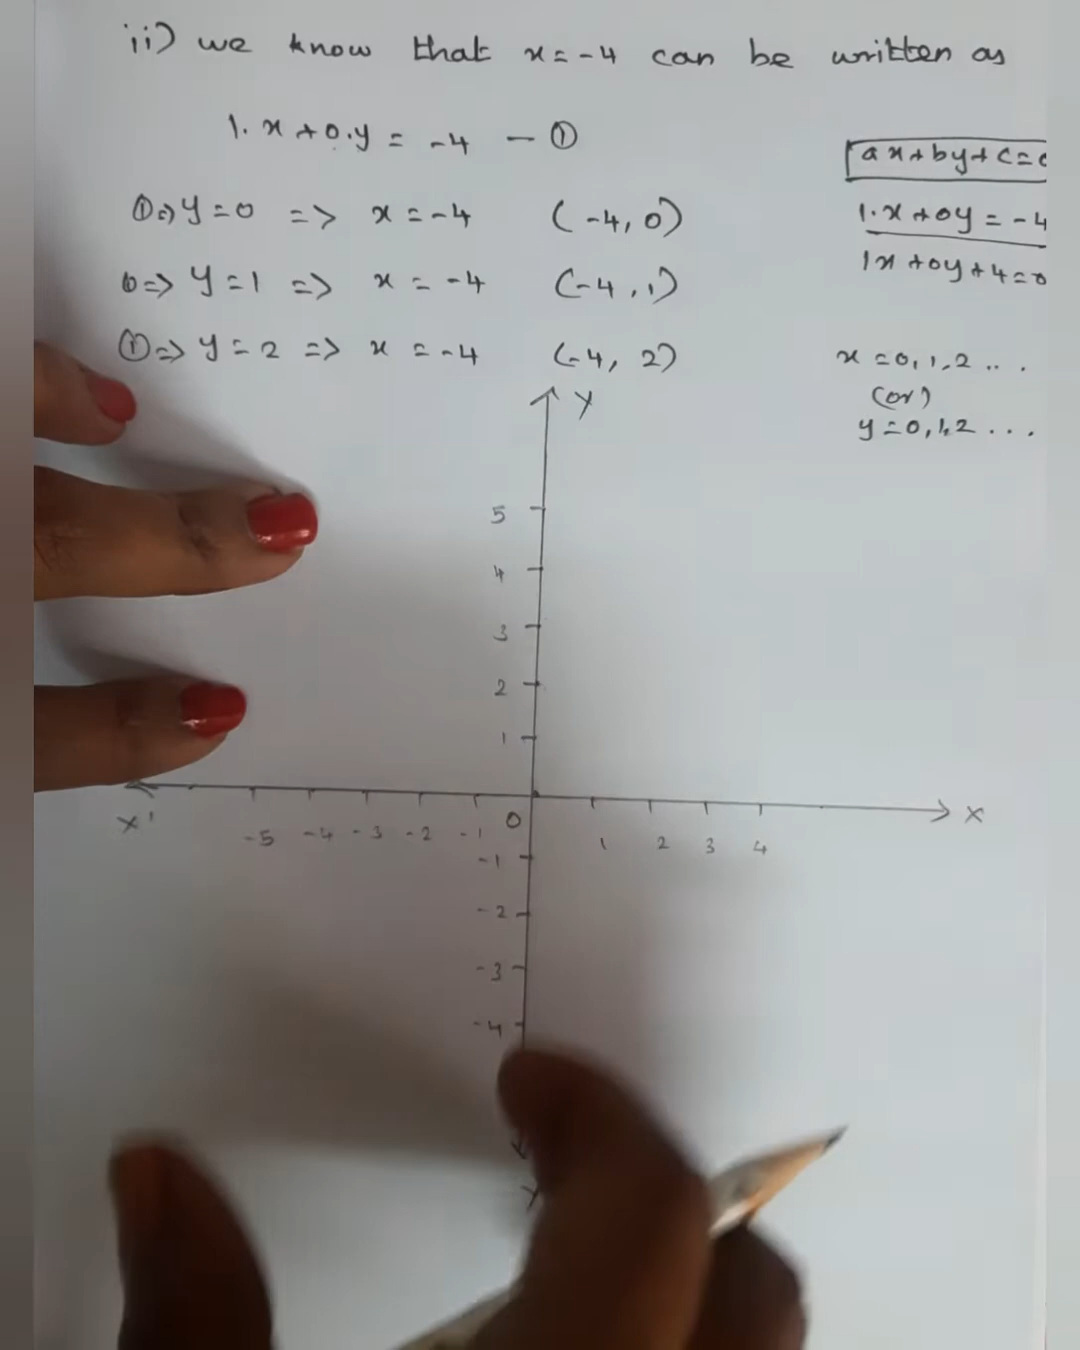 ii) we know that x = -4 can be written as
1. x + 0.y = -4 — ①
①=> y = 0 => x = -4 (-4, 0)
①=> y = 1 => x = -4 (-4, 1)
①=> y = 2 => x = -4 (-4, 2)
ax+by+c=0
1.x+0y = -4
1x+0y+4=0
x = 0, 1, 2 ...
(or)
y = 0, 1, 2 ...
Y
5
4
3
2
1
X' -5 -4 -3 -2 -1 0 1 2 3 4 X
-1
-2
-3
-4
Y